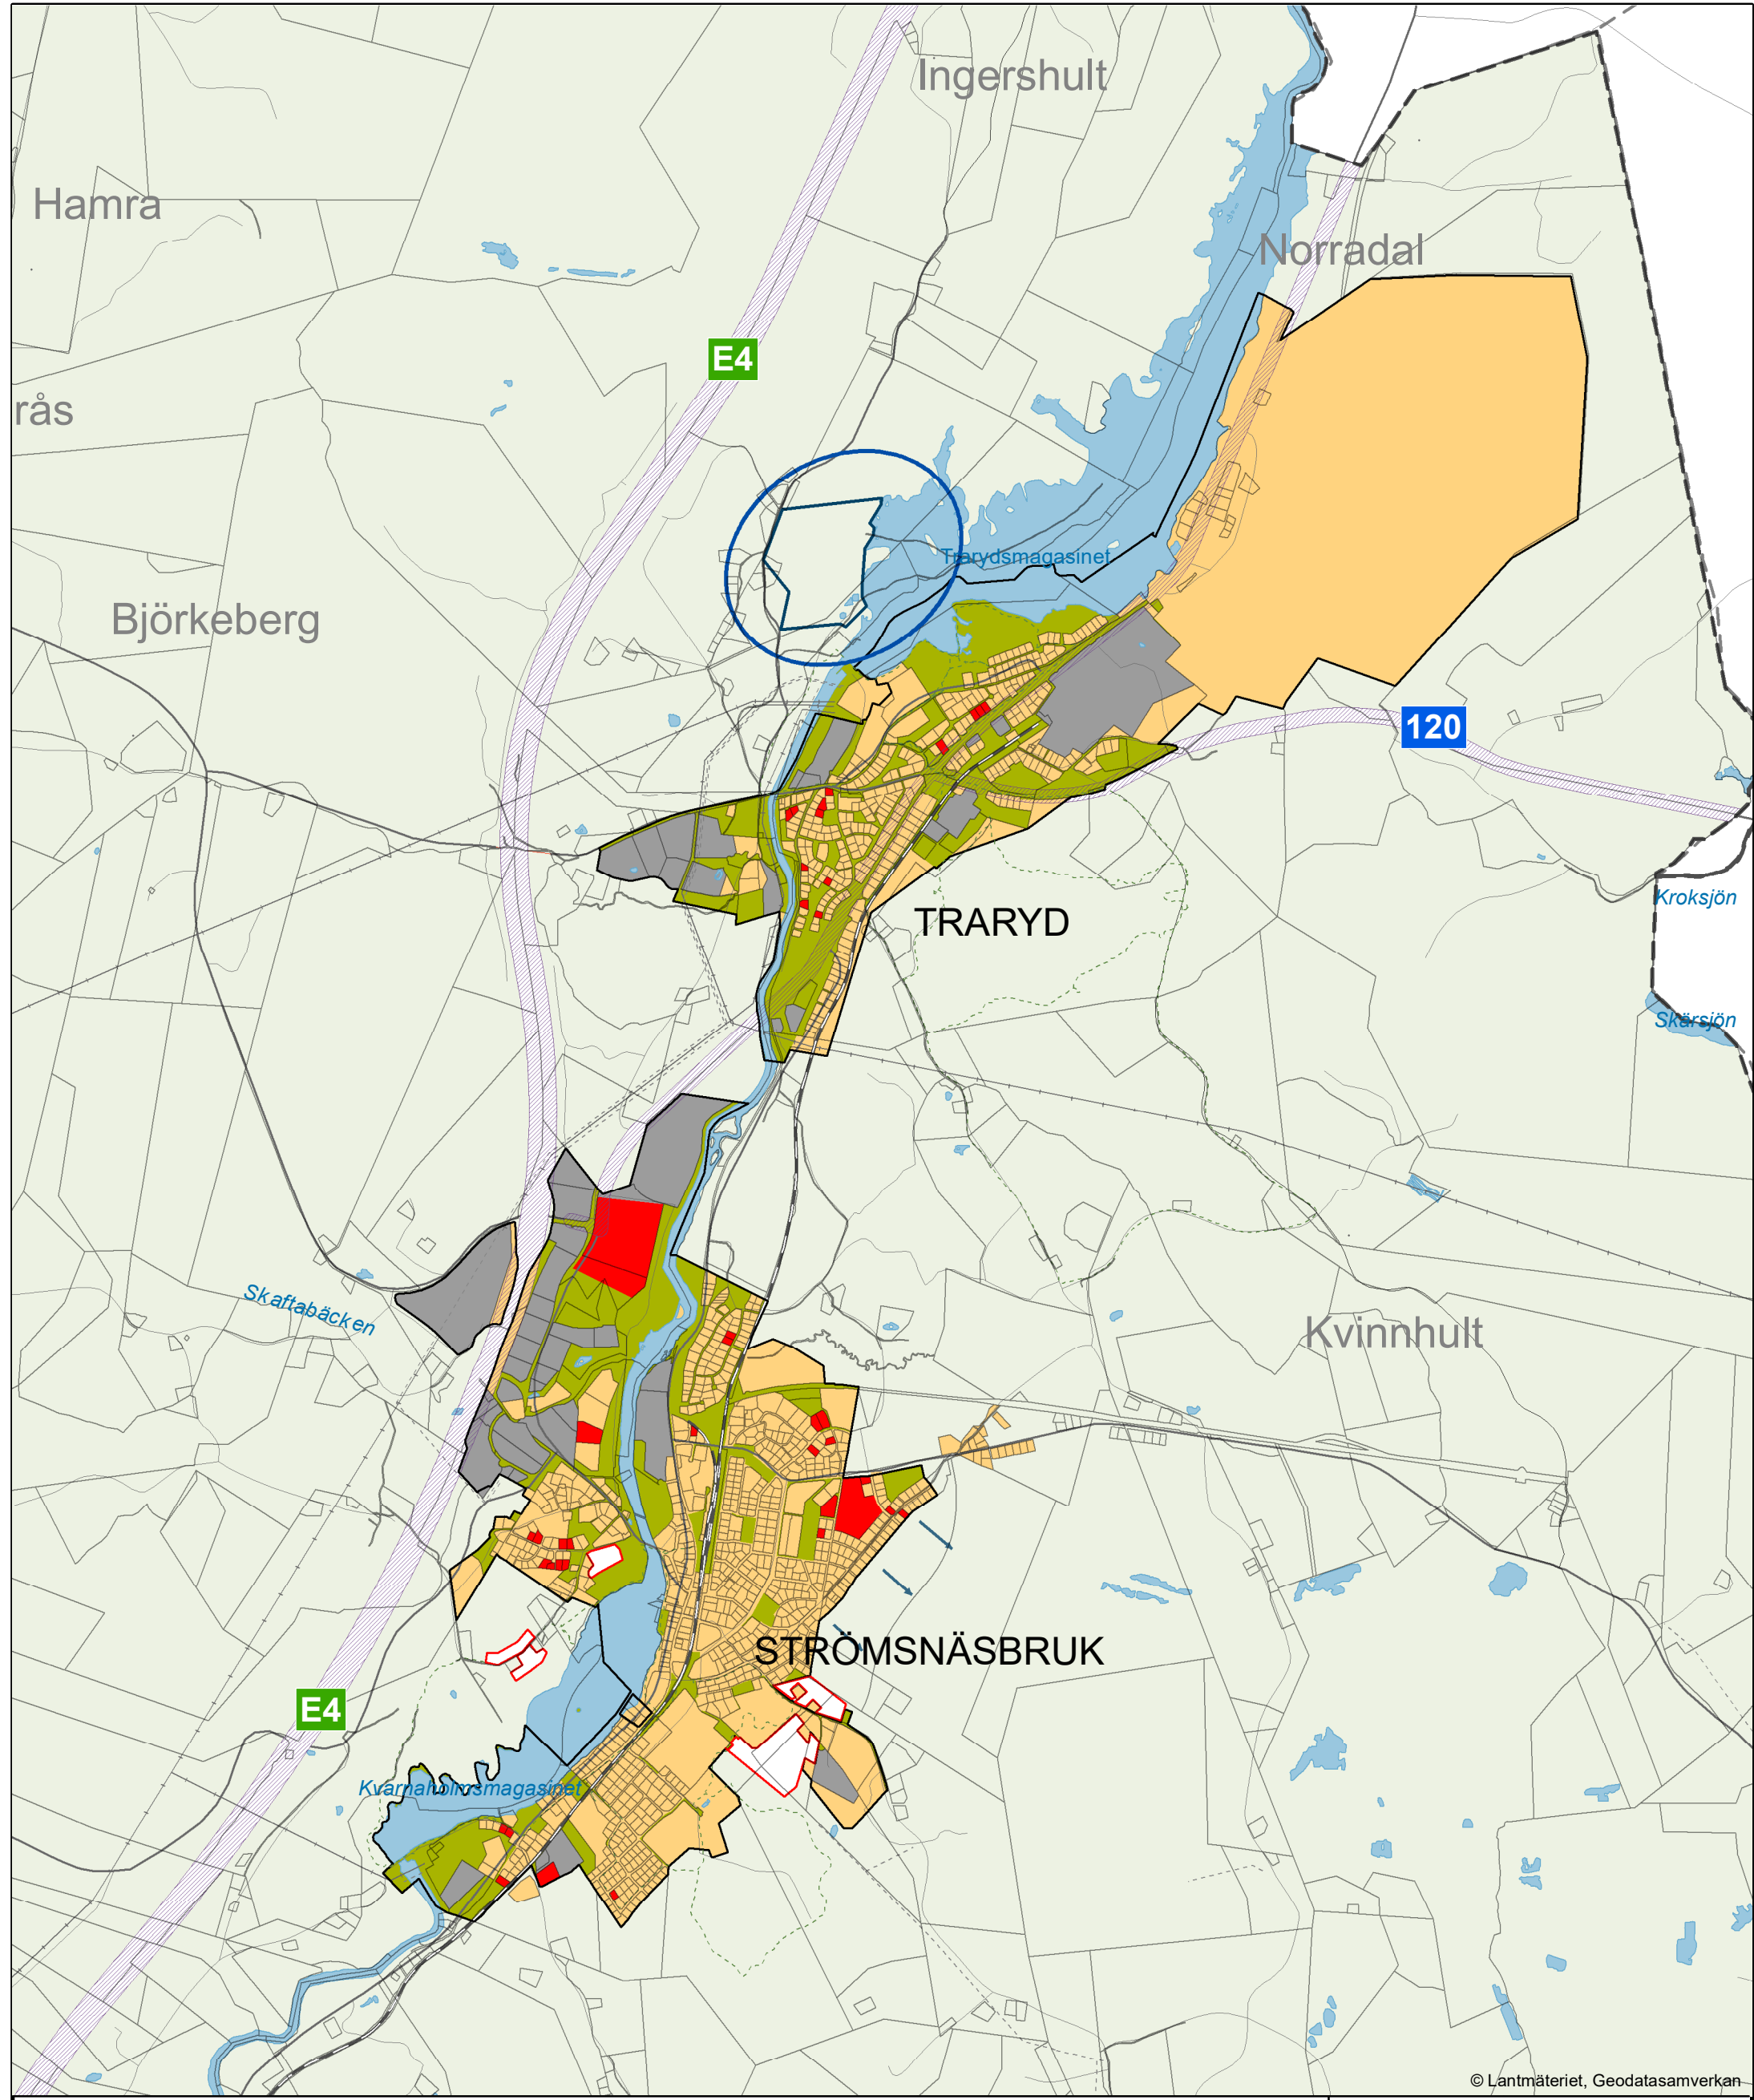 Ingershult
Hamra
Norradal
E4
rås
Trarydsmagasinet
Björkeberg
120
Kroksjön
TRARYD
Skärsjön
Skaftabäcken
Kvinnhult
STRÖMSNÄSBRUK
E4
Kvarnaholmsmagasinet
© Lantmäteriet, Geodatasamverkan